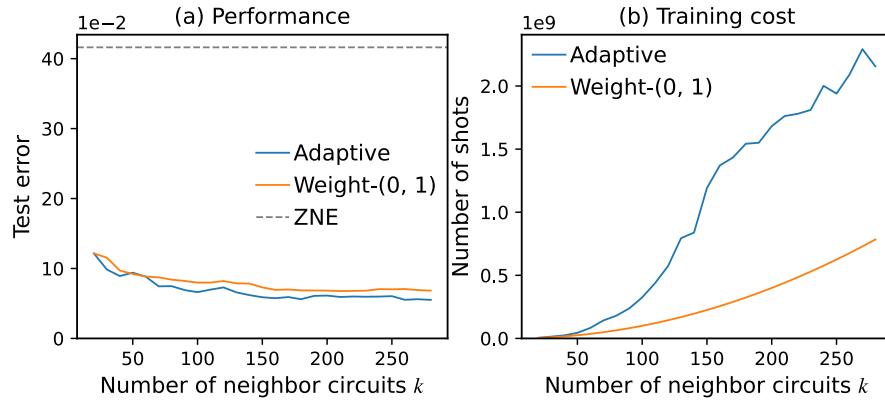 (a) Performance
1e−2
40
30
20
10
0
Test error
Adaptive
Weight-(0, 1)
ZNE
50
100
150
200
250
Number of neighbor circuits k
(b) Training cost
1e9
2.0
1.5
1.0
0.5
0.0
Number of shots
Adaptive
Weight-(0, 1)
50
100
150
200
250
Number of neighbor circuits k